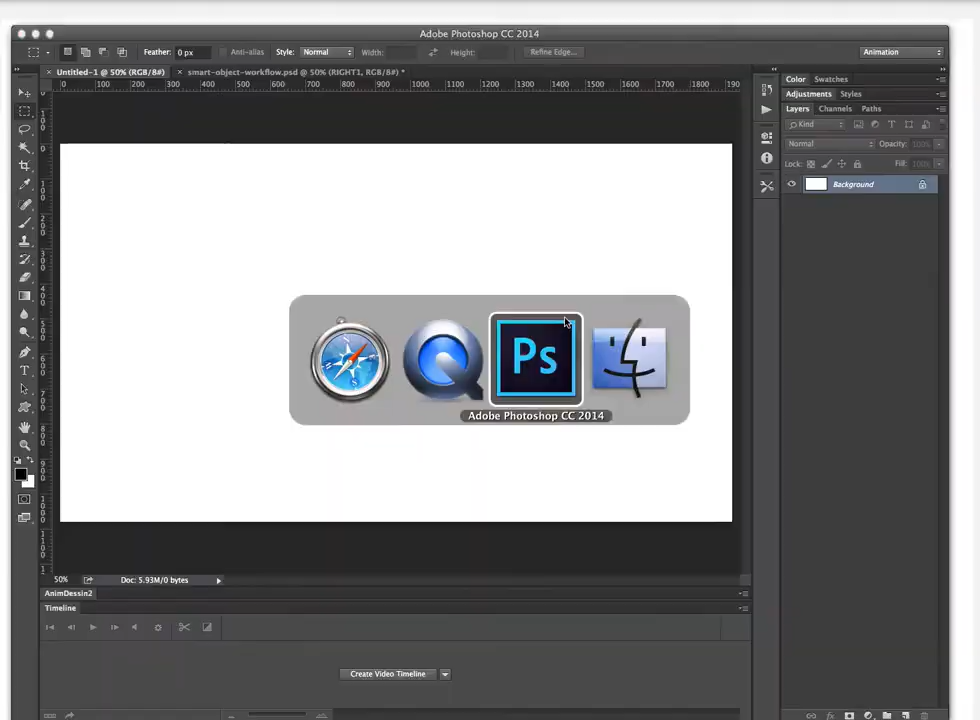 Adobe Photoshop CC 2014
Feather: 0 px Anti-alias Style: Normal Width: Height: Refine Edge... Animation
× Untitled-1 @ 50% (RGB/8#) × smart-object-workflow.psd @ 50% (RIGHT1, RGB/8#) *
0 100 200 300 400 500 600 700 800 900 1000 1100 1200 1300 1400 1500 1600 1700 1800 190
Color Swatches
Adjustments Styles
Layers Channels Paths
Kind
Normal Opacity: 100%
Lock: Fill: 100%
Background
Ps
Adobe Photoshop CC 2014
50% Doc: 5.93M/0 bytes
AnimDessin2
Timeline
Create Video Timeline